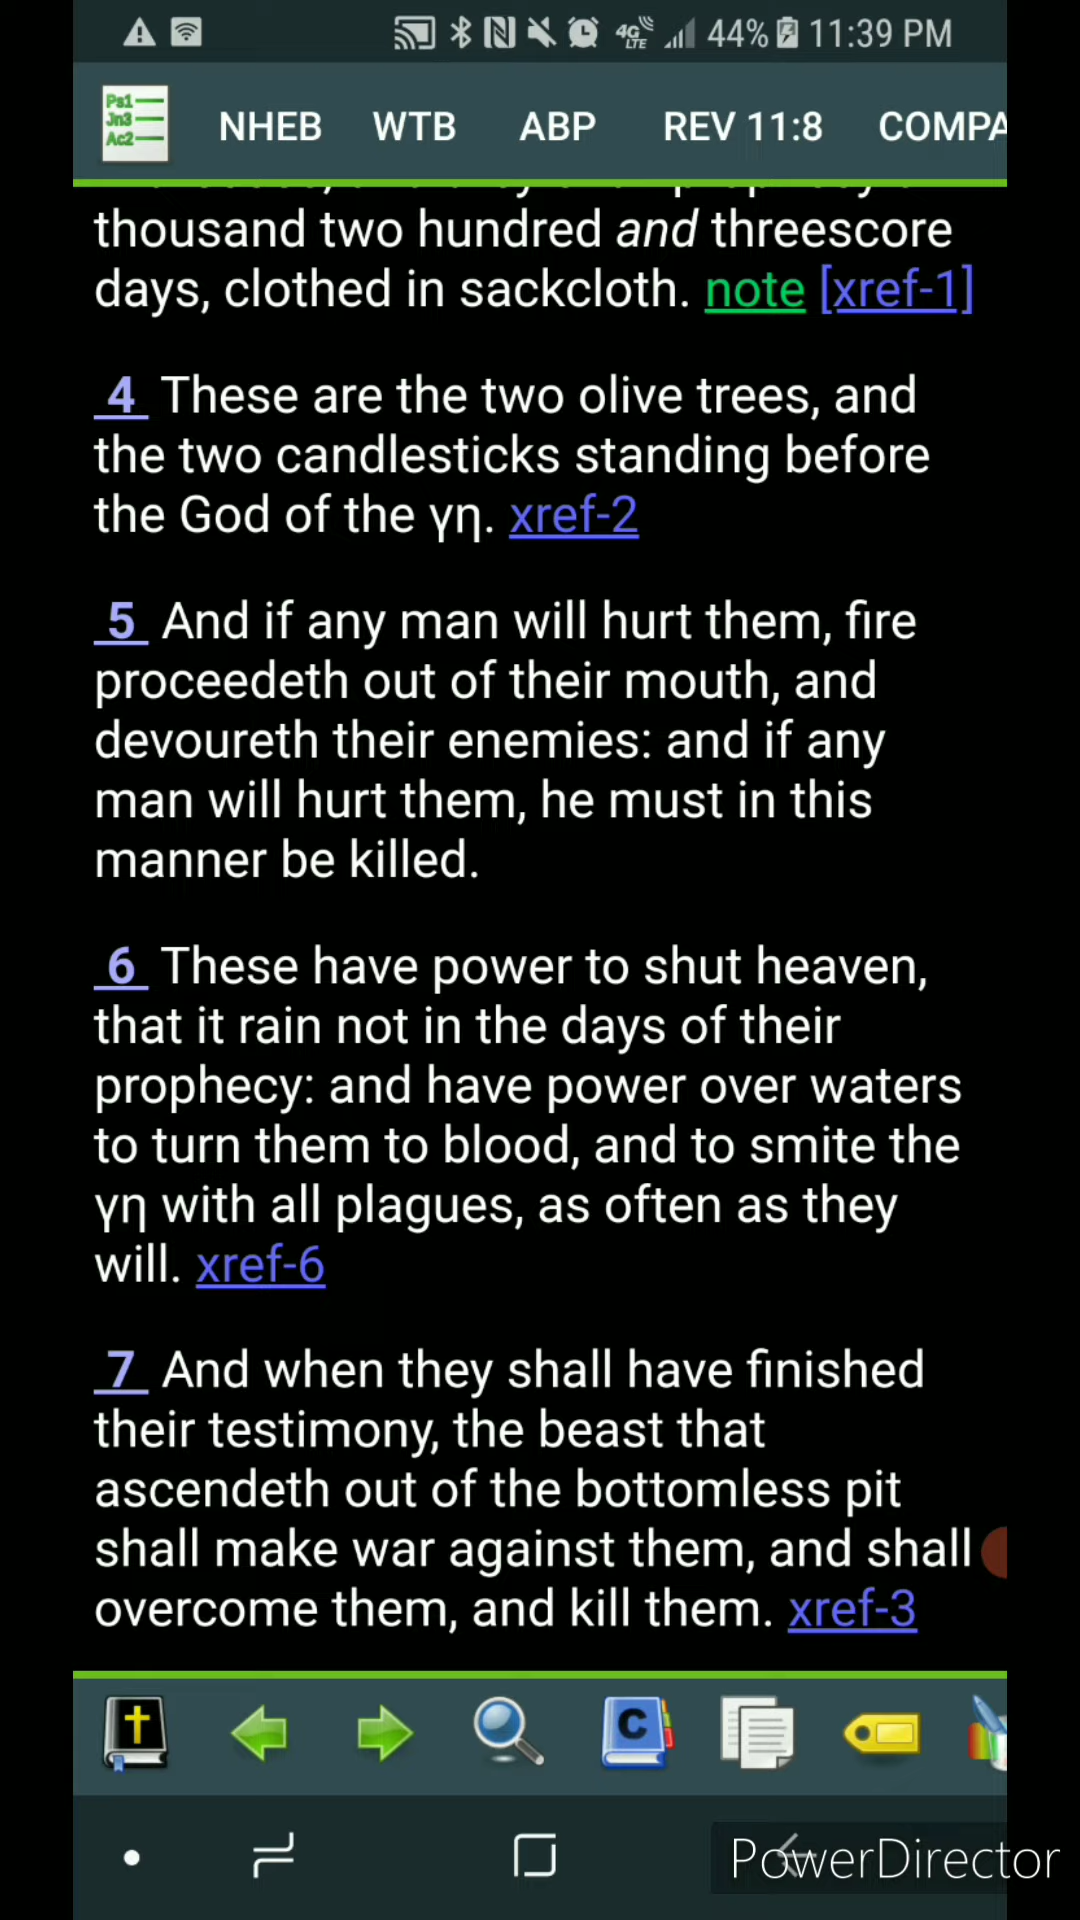 44% 11:39 PM
Ps1
Jn3
Ac2
NHEB WTB ABP REV 11:8 COMPA
thousand two hundred and threescore
days, clothed in sackcloth. note [xref-1]
4 These are the two olive trees, and
the two candlesticks standing before
the God of the γη. xref-2
5 And if any man will hurt them, fire
proceedeth out of their mouth, and
devoureth their enemies: and if any
man will hurt them, he must in this
manner be killed.
6 These have power to shut heaven,
that it rain not in the days of their
prophecy: and have power over waters
to turn them to blood, and to smite the
γη with all plagues, as often as they
will. xref-6
7 And when they shall have finished
their testimony, the beast that
ascendeth out of the bottomless pit
shall make war against them, and shall
overcome them, and kill them. xref-3
C
PowerDirector